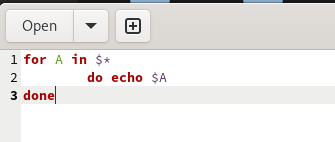 Open
1 for A in $*
2 do echo $A
3 done